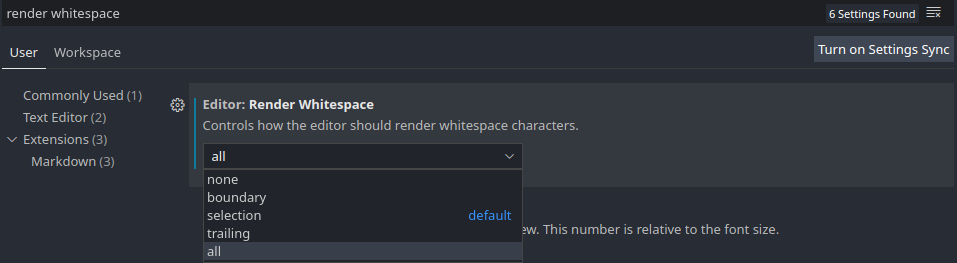 render whitespace
6 Settings Found
User Workspace
Turn on Settings Sync
Commonly Used (1)
Text Editor (2)
Extensions (3)
Markdown (3)
Editor: Render Whitespace
Controls how the editor should render whitespace characters.
all
none
boundary
selection default
trailing
all
ew. This number is relative to the font size.